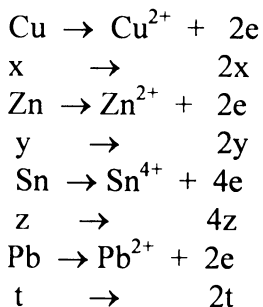 Cu → Cu²⁺ + 2e
x → 2x
Zn → Zn²⁺ + 2e
y → 2y
Sn → Sn⁴⁺ + 4e
z → 4z
Pb → Pb²⁺ + 2e
t → 2t